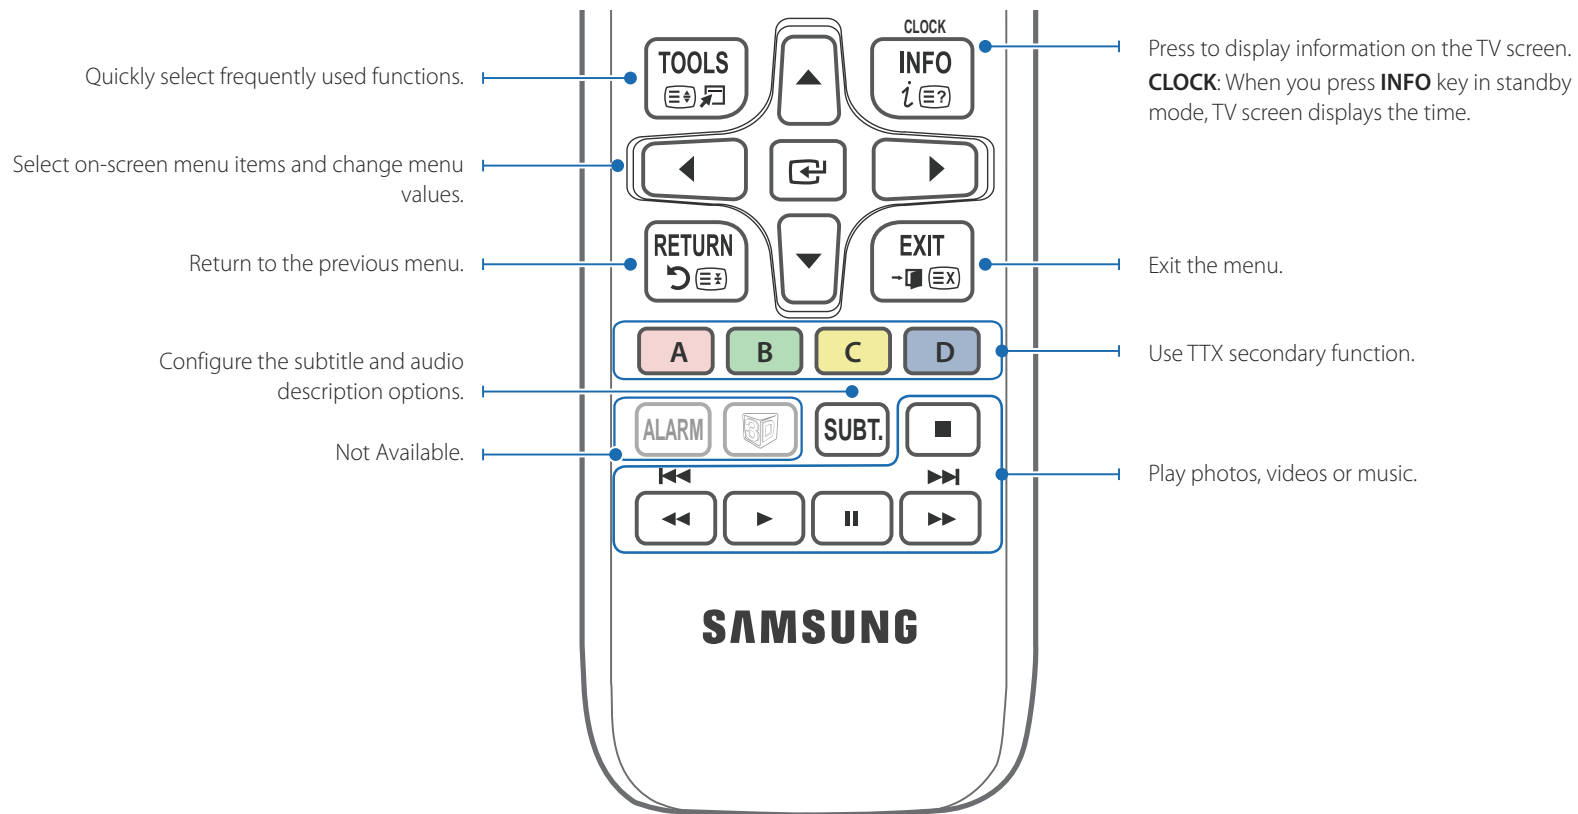 CLOCK
TOOLS
INFO
i
?
Quickly select frequently used functions.
Press to display information on the TV screen.
CLOCK: When you press INFO key in standby
mode, TV screen displays the time.
Select on-screen menu items and change menu
values.
RETURN
EXIT
X
Return to the previous menu.
Exit the menu.
A B C D
Use TTX secondary function.
Configure the subtitle and audio
description options.
ALARM 3D SUBT.
Not Available.
Play photos, videos or music.
SAMSUNG